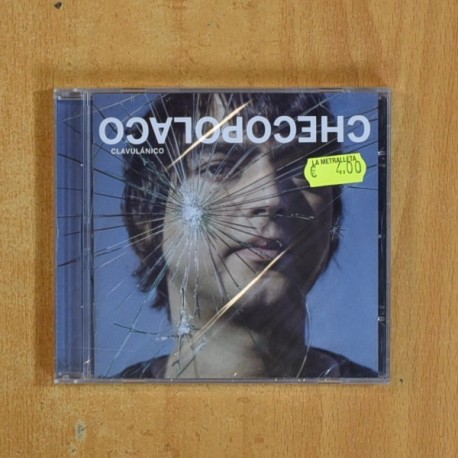 CHECOPOLACO
CLAVULÁNICO
LA METRALLETA
€ 4,00